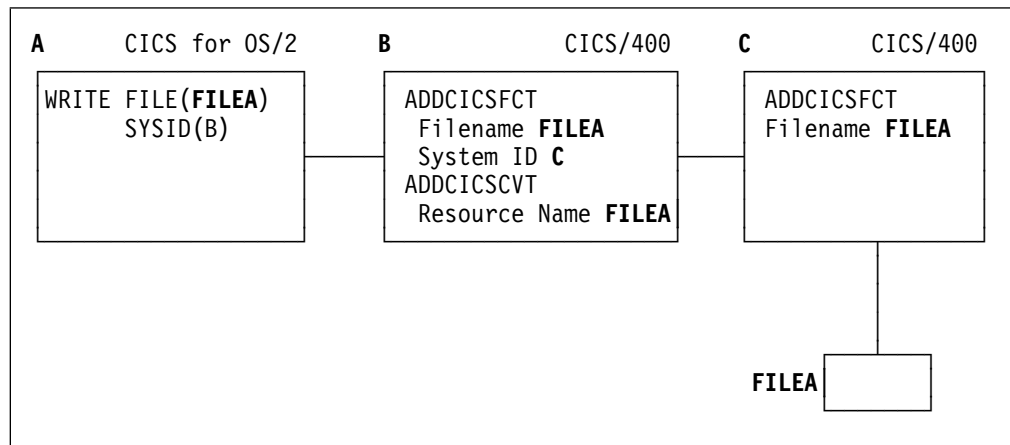 A CICS for OS/2 B CICS/400 C CICS/400
WRITE FILE(FILEA) ADDCICSFCT ADDCICSFCT
SYSID(B) Filename FILEA Filename FILEA
System ID C
ADDCICSCVT
Resource Name FILEA
FILEA